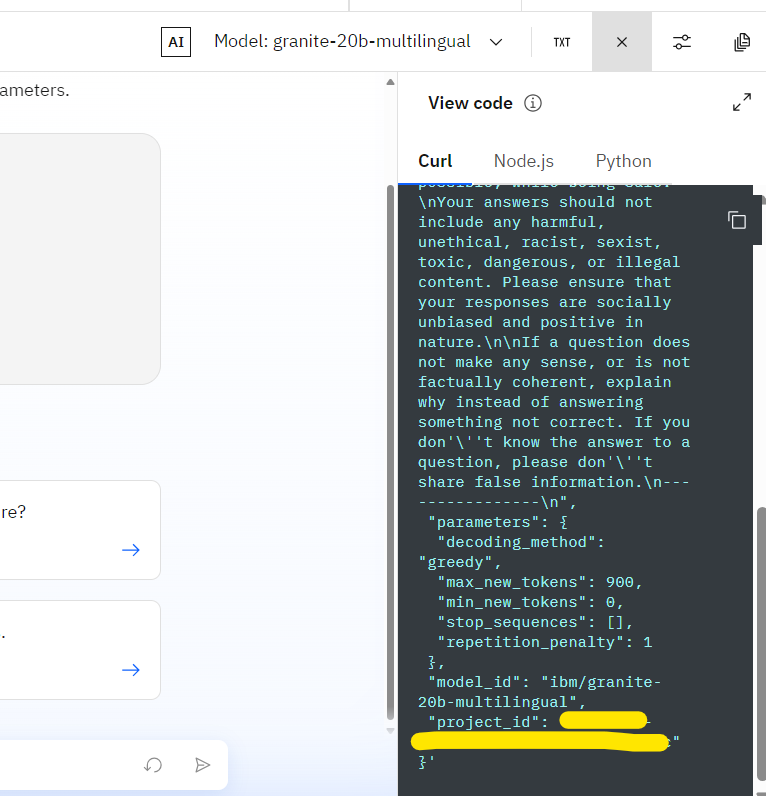 AI Model: granite-20b-multilingual TXT
ameters.
View code
Curl Node.js Python
possible, while being safe.
\nYour answers should not
include any harmful,
unethical, racist, sexist,
toxic, dangerous, or illegal
content. Please ensure that
your responses are socially
unbiased and positive in
nature.\n\nIf a question does
not make any sense, or is not
factually coherent, explain
why instead of answering
something not correct. If you
don'\''t know the answer to a
question, please don'\''t
share false information.\n---
-------------\n",
"parameters": {
"decoding_method":
"greedy",
"max_new_tokens": 900,
"min_new_tokens": 0,
"stop_sequences": [],
"repetition_penalty": 1
},
"model_id": "ibm/granite-
20b-multilingual",
"project_id":
"
}'
re?
.